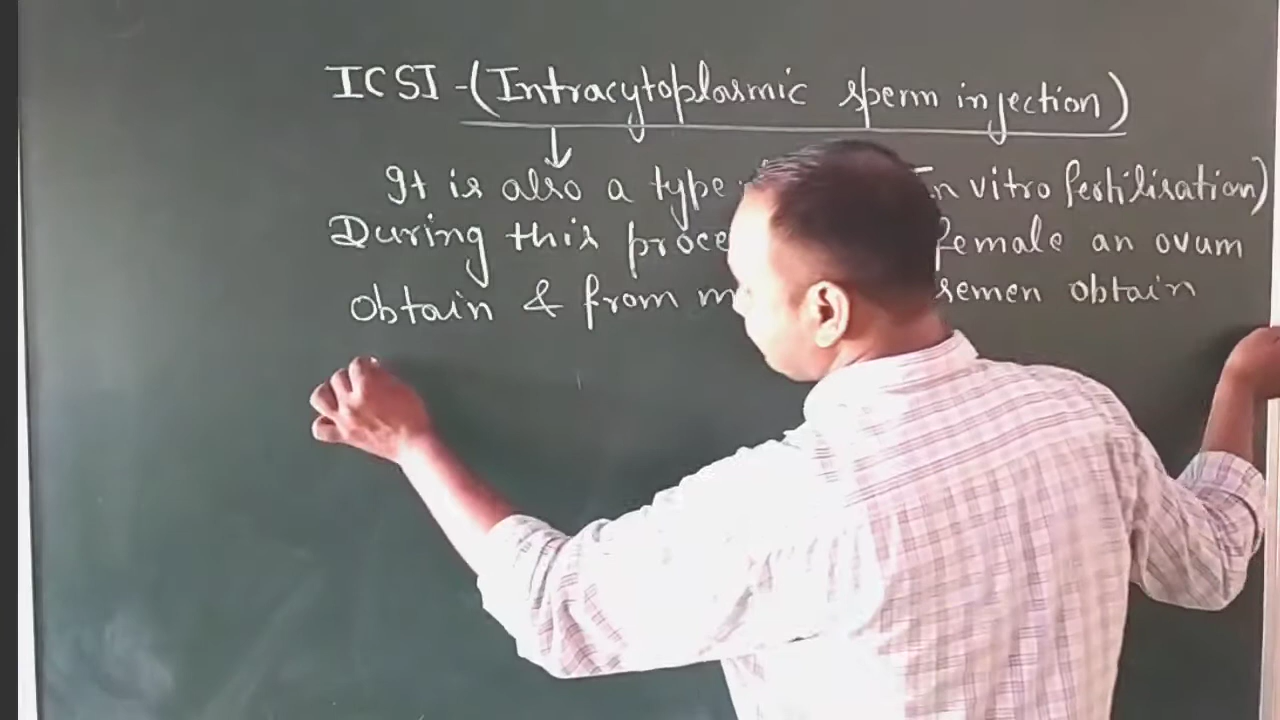 ICSI -(Intracytoplasmic sperm injection)
It is also a type In vitro fertilisation)
During this female an ovum
obtain & from semen obtain